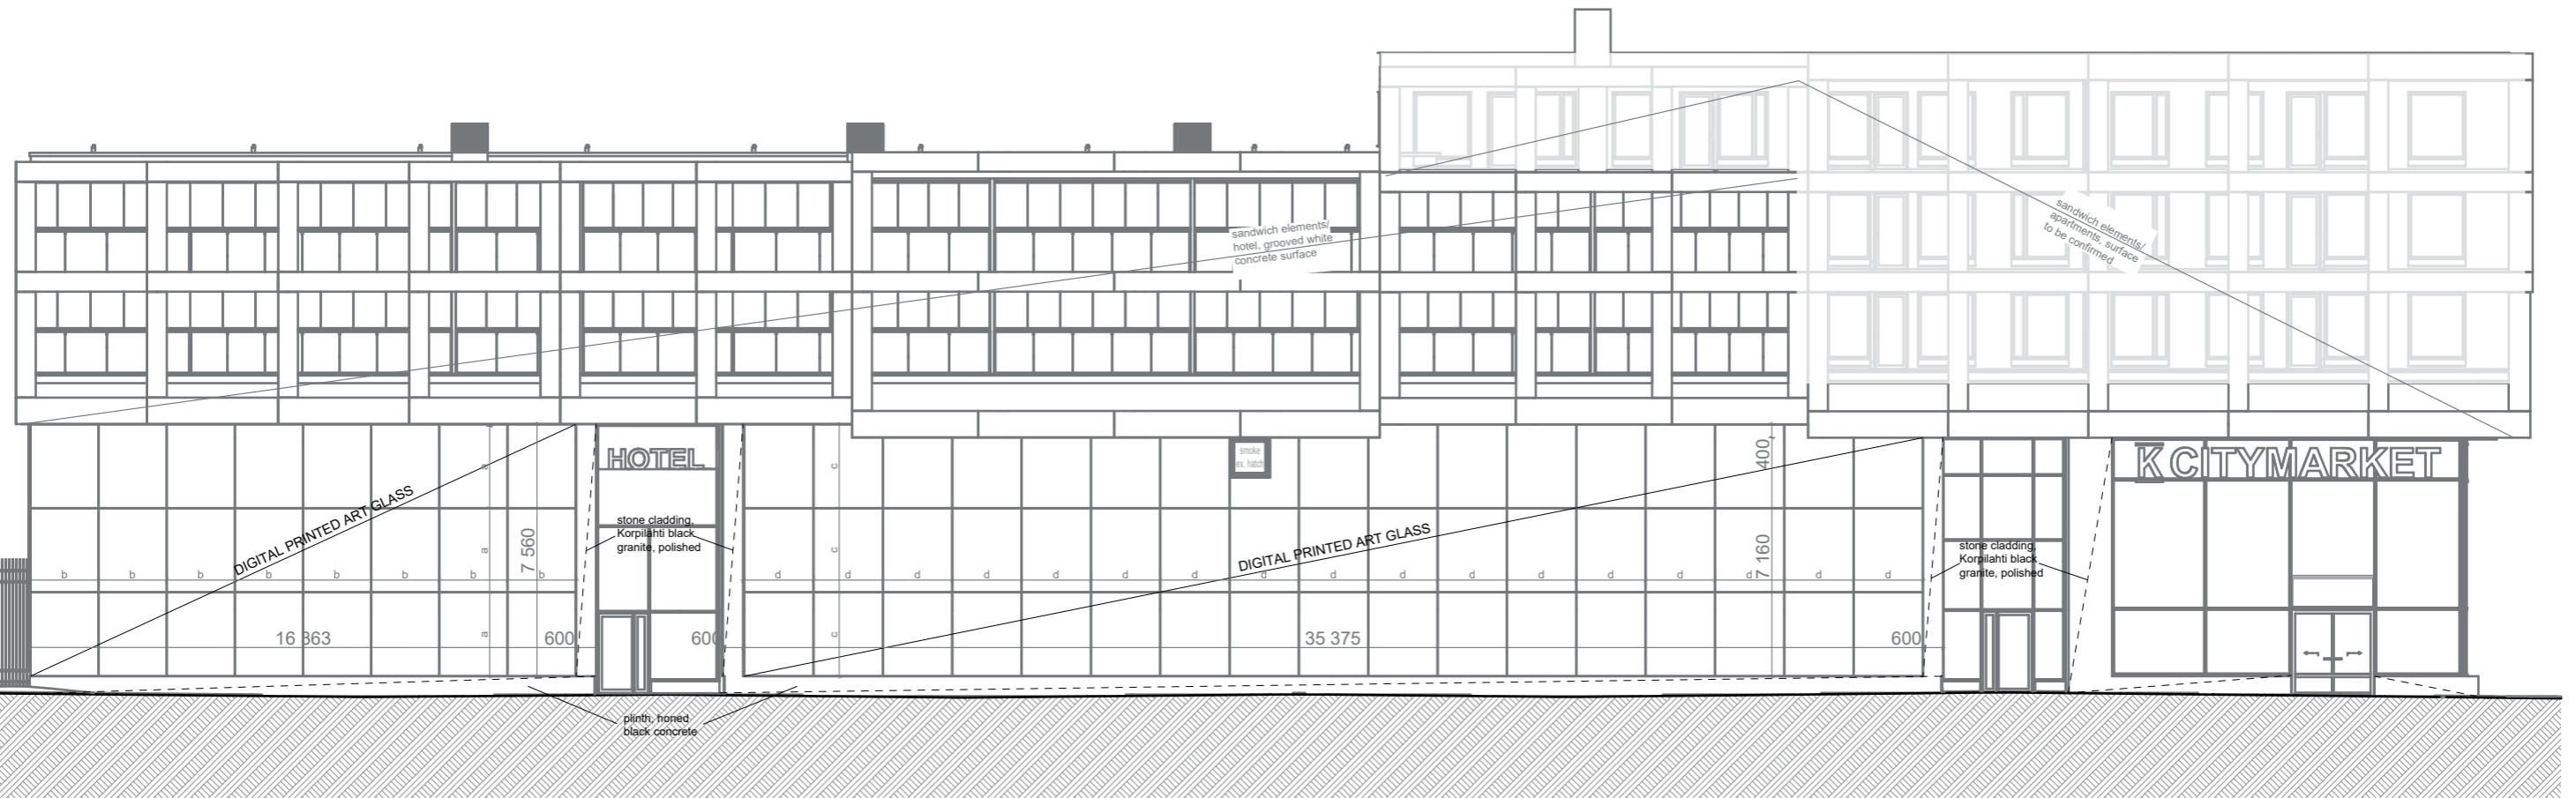 sandwich elements/
hotel, grooved white
concrete surface
sandwich elements/
apartments, surface
to be confirmed
HOTEL
smoke
ex. hatch
K CITYMARKET
DIGITAL PRINTED ART GLASS
DIGITAL PRINTED ART GLASS
stone cladding,
Korpilahti black
granite, polished
stone cladding,
Korpilahti black
granite, polished
a
a
a
7 560
c
c
c
400
7 160
b b b b b b b b
d d d d d d d d d d d d d d d d d
16 363
600
600
35 375
600
plinth, honed
black concrete